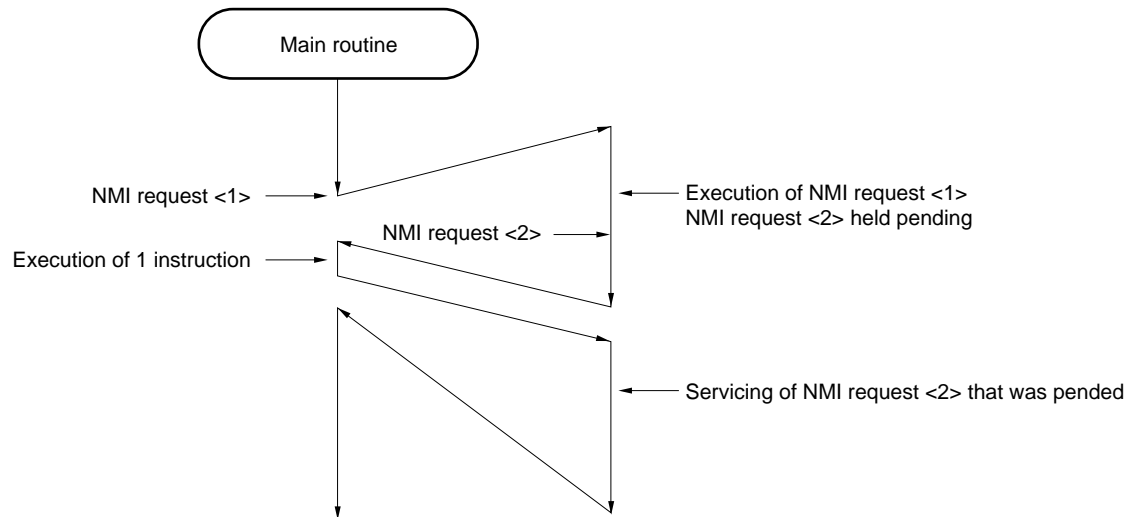 Main routine
NMI request <1>
Execution of NMI request <1>
NMI request <2> held pending
NMI request <2>
Execution of 1 instruction
Servicing of NMI request <2> that was pended